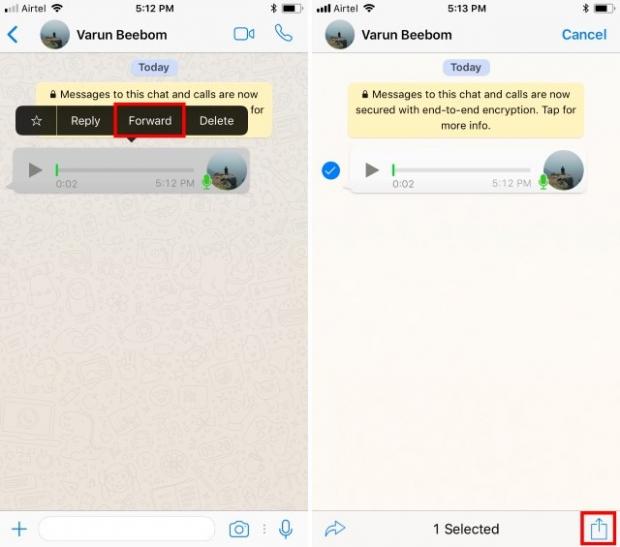 Airtel 5:12 PM
Varun Beebom
Today
Messages to this chat and calls are now
for
Reply Forward Delete
0:02 5:12 PM
Airtel 5:13 PM
Varun Beebom Cancel
Today
Messages to this chat and calls are now
secured with end-to-end encryption. Tap for
more info.
0:02 5:12 PM
1 Selected